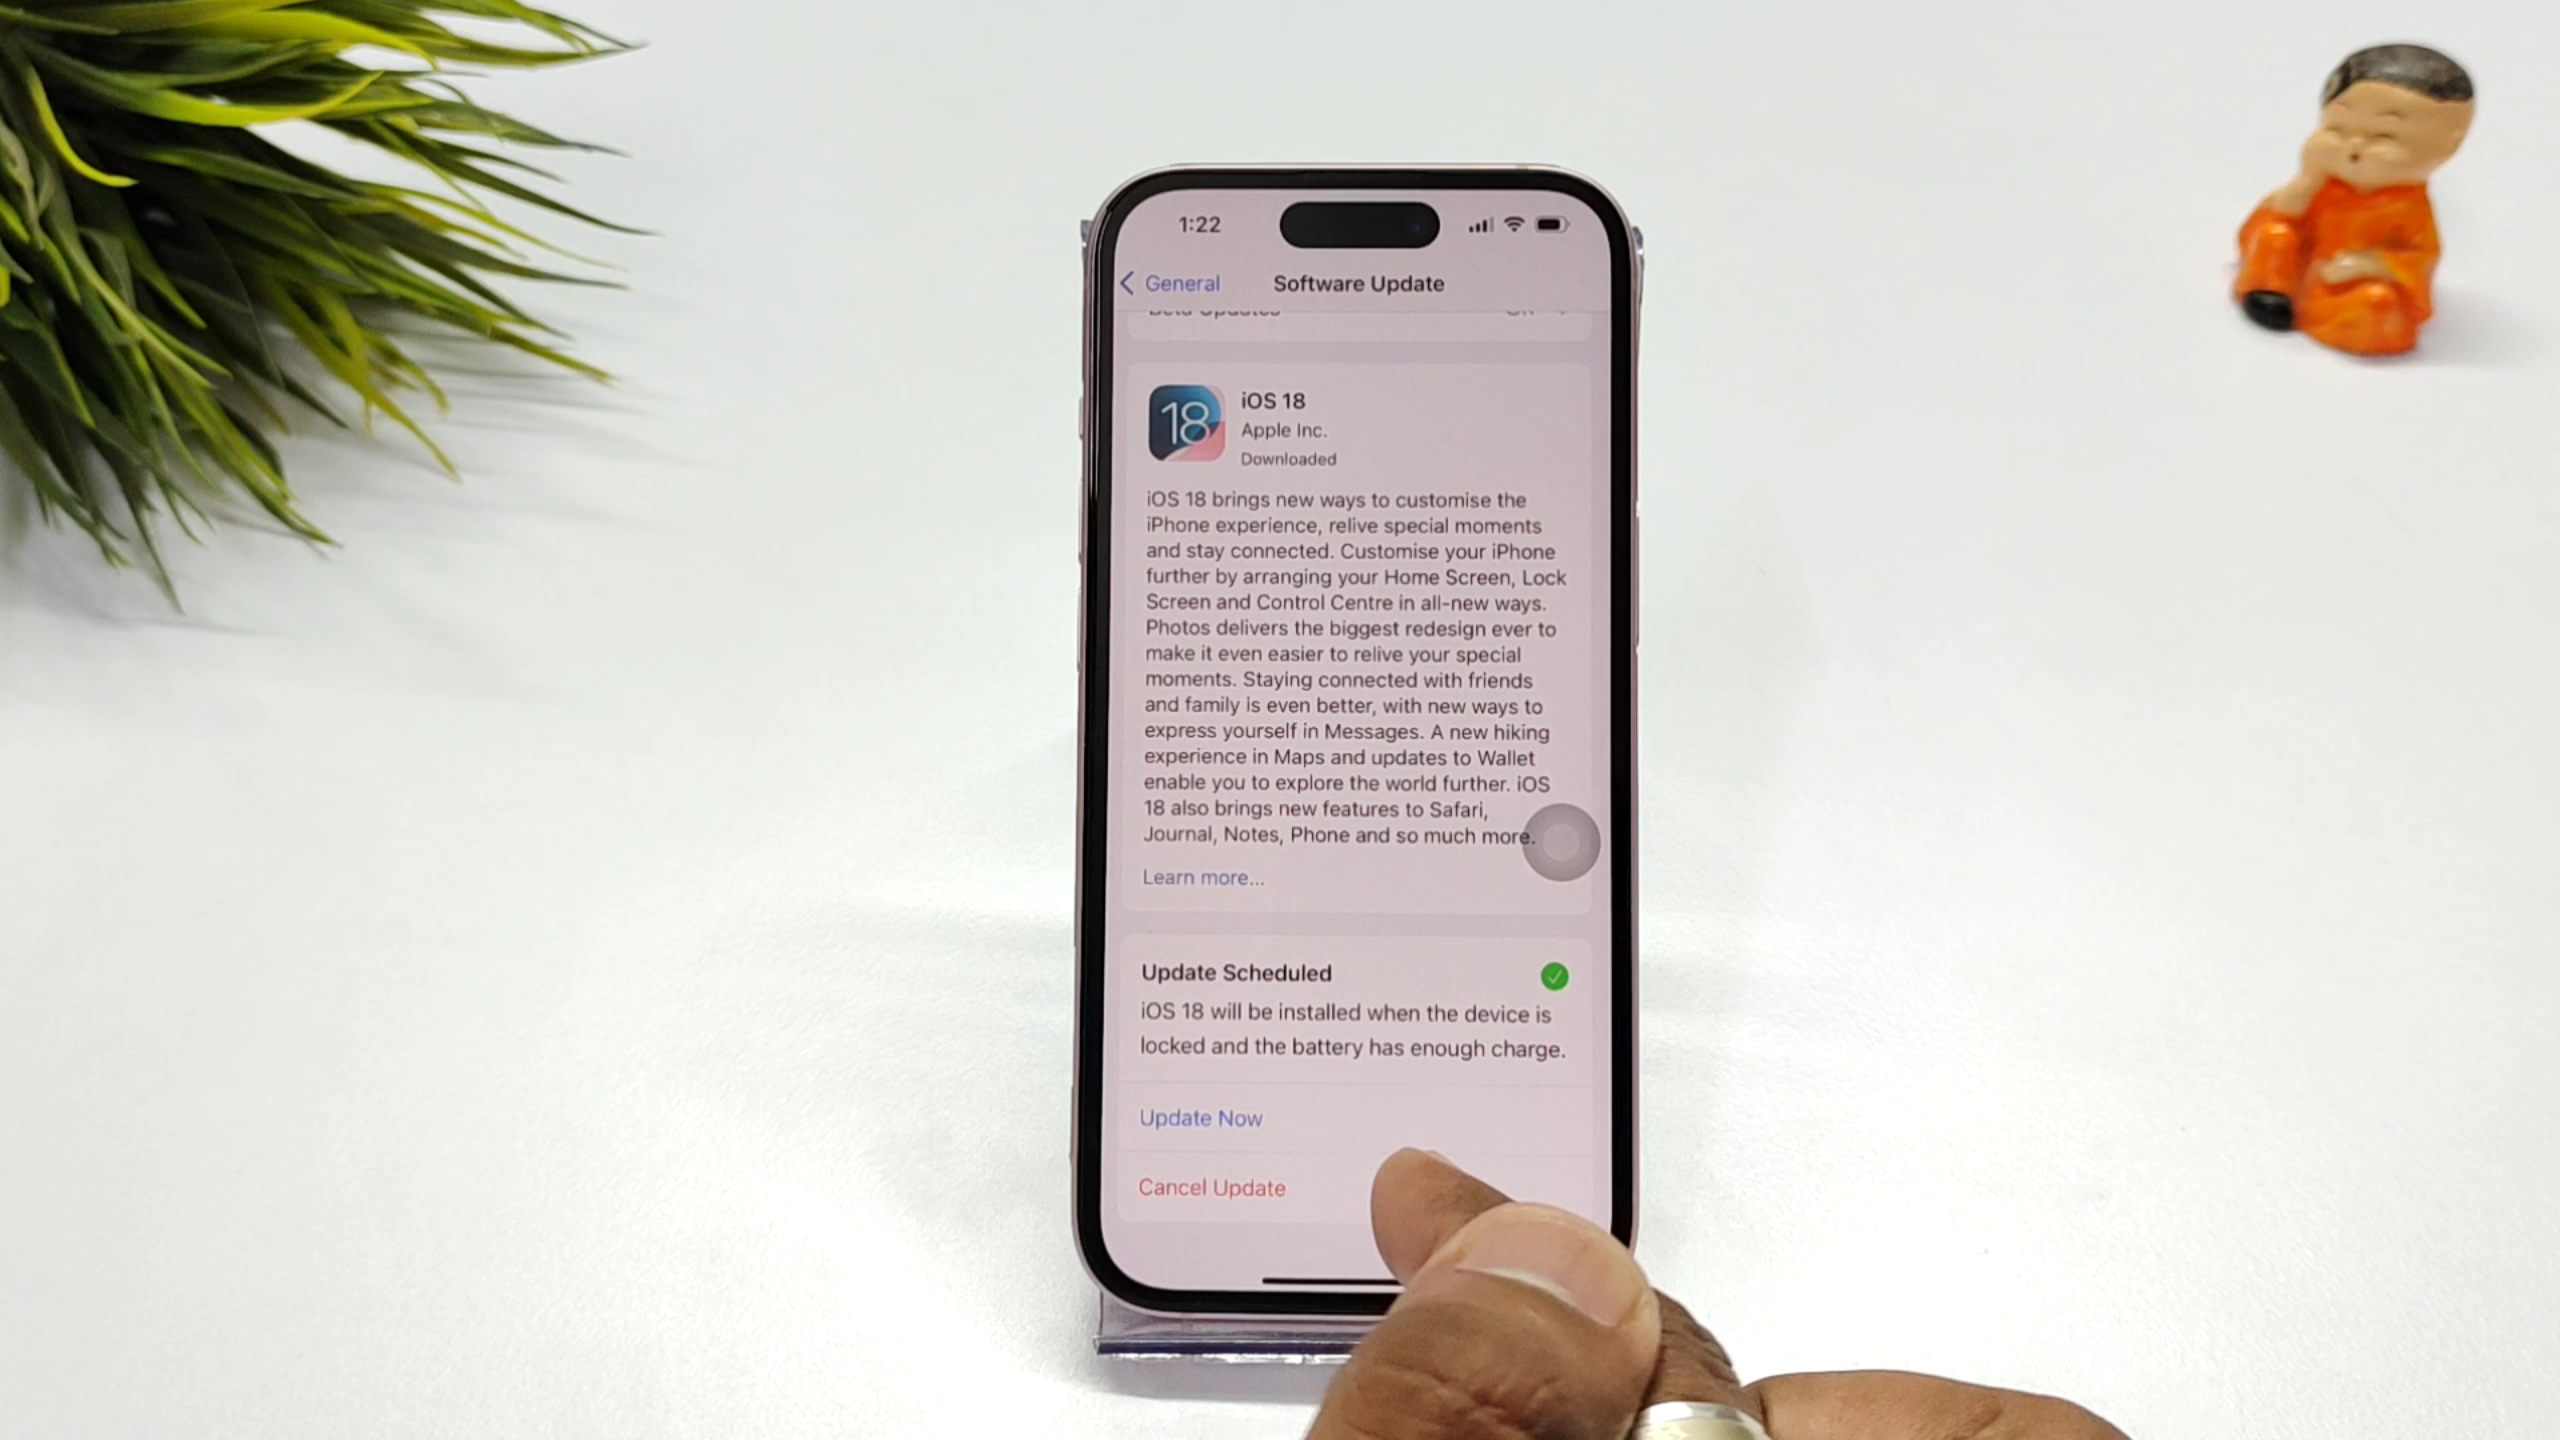 1:22
General
Software Update
Beta Updates
18
iOS 18
Apple Inc.
Downloaded
iOS 18 brings new ways to customise the
iPhone experience, relive special moments
and stay connected. Customise your iPhone
further by arranging your Home Screen, Lock
Screen and Control Centre in all-new ways.
Photos delivers the biggest redesign ever to
make it even easier to relive your special
moments. Staying connected with friends
and family is even better, with new ways to
express yourself in Messages. A new hiking
experience in Maps and updates to Wallet
enable you to explore the world further. iOS
18 also brings new features to Safari,
Journal, Notes, Phone and so much more.
Learn more...
Update Scheduled
iOS 18 will be installed when the device is
locked and the battery has enough charge.
Update Now
Cancel Update